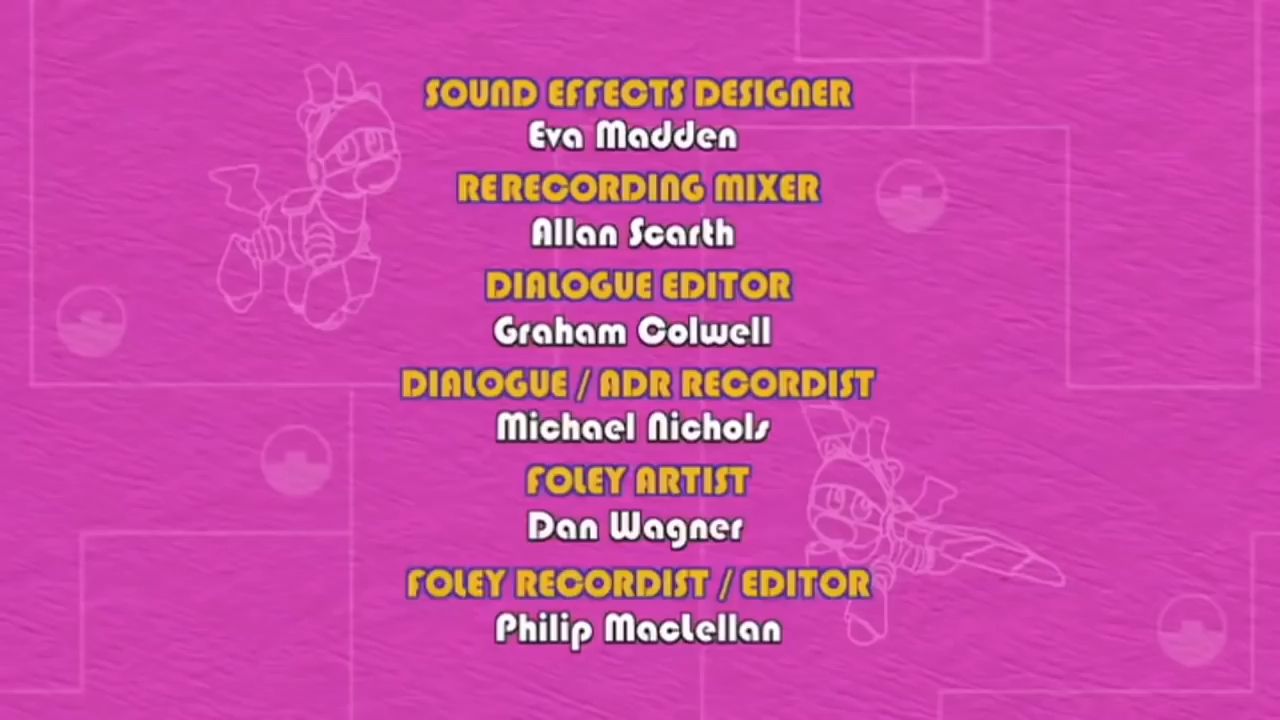 SOUND EFFECTS DESIGNER
Eva Madden
RERECORDING MIXER
Allan Scarth
DIALOGUE EDITOR
Graham Colwell
DIALOGUE / ADR RECORDIST
Michael Nichols
FOLEY ARTIST
Dan Wagner
FOLEY RECORDIST / EDITOR
Philip MacLellan